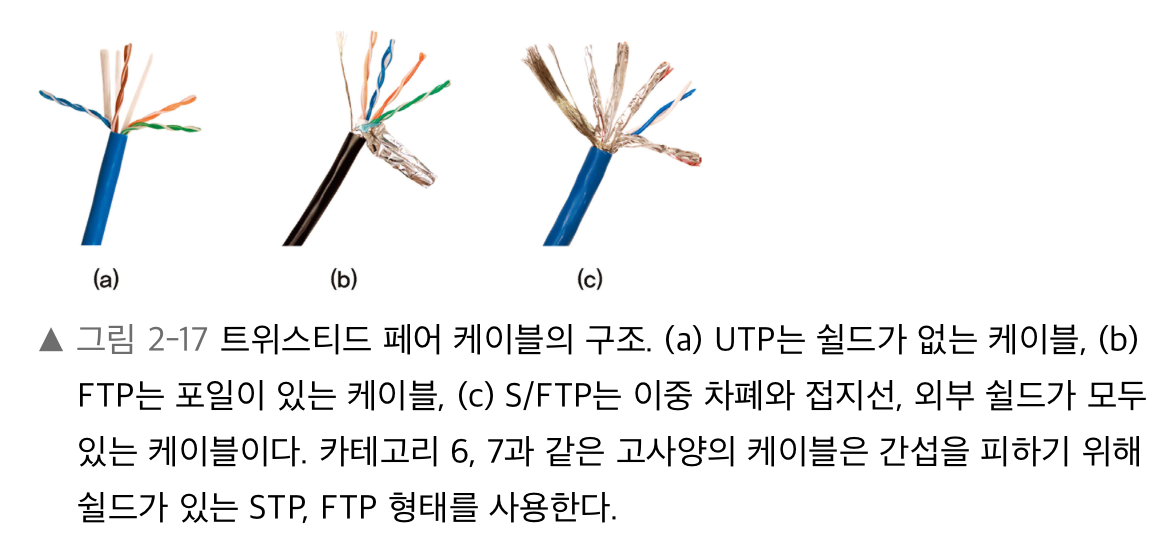 (a) (b) (c)
▲ 그림 2-17 트위스티드 페어 케이블의 구조. (a) UTP는 쉴드가 없는 케이블, (b)
FTP는 포일이 있는 케이블, (c) S/FTP는 이중 차폐와 접지선, 외부 쉴드가 모두
있는 케이블이다. 카테고리 6, 7과 같은 고사양의 케이블은 간섭을 피하기 위해
쉴드가 있는 STP, FTP 형태를 사용한다.